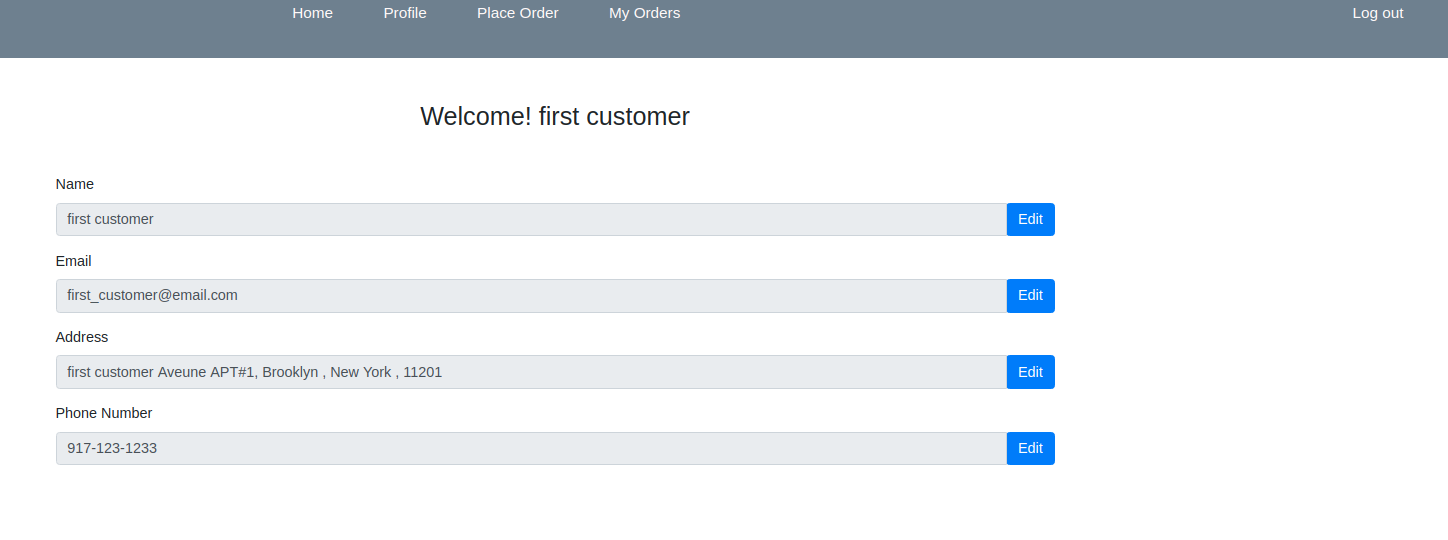 Home Profile Place Order My Orders Log out
Welcome! first customer
Name
first customer Edit
Email
first_customer@email.com Edit
Address
first customer Aveune APT#1, Brooklyn , New York , 11201 Edit
Phone Number
917-123-1233 Edit